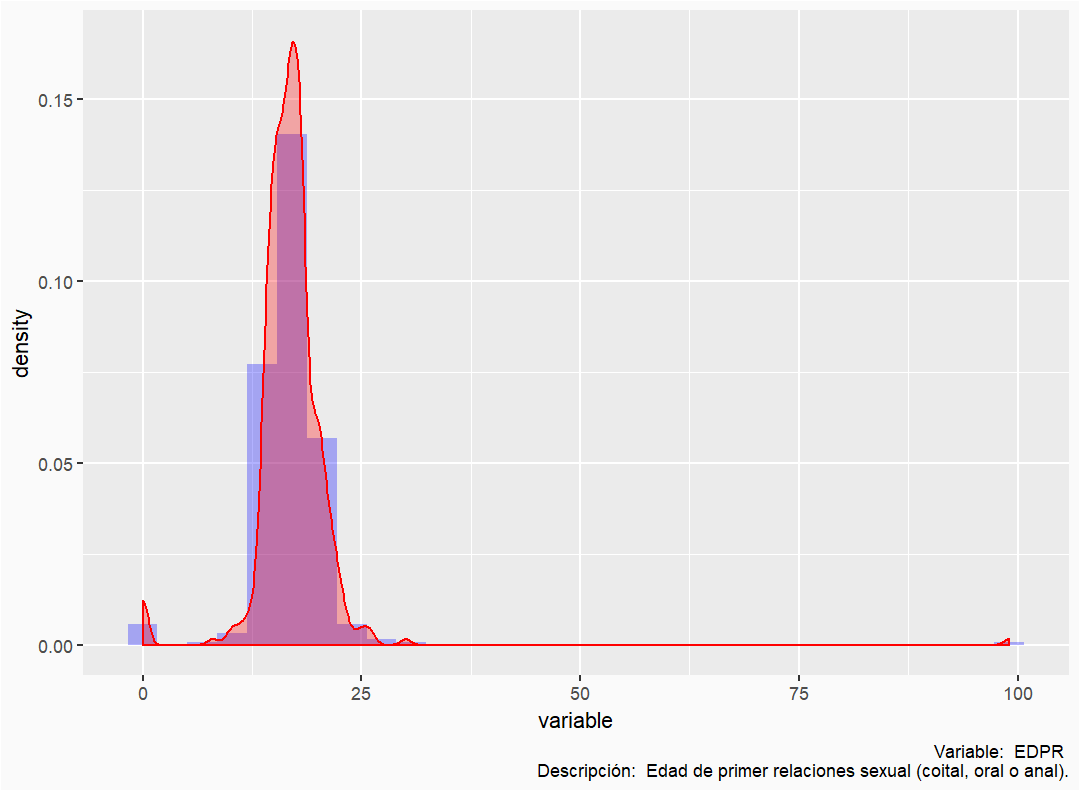 0.15
0.10
0.05
0.00
density
0
25
50
75
100
variable
Variable: EDPR
Descripción: Edad de primer relaciones sexual (coital, oral o anal).